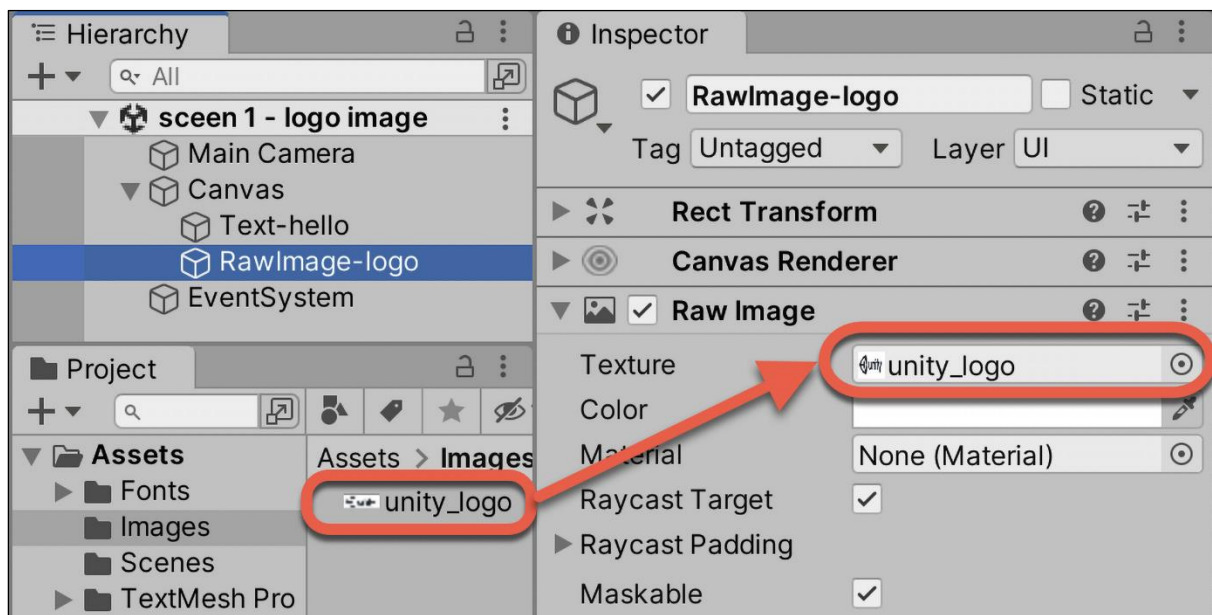 Hierarchy
All
sceen 1 - logo image
Main Camera
Canvas
Text-hello
RawImage-logo
EventSystem
Project
Assets
Fonts
Images
Scenes
TextMesh Pro
Assets > Images
unity_logo
Inspector
RawImage-logo
Static
Tag Untagged
Layer UI
Rect Transform
Canvas Renderer
Raw Image
Texture
unity_logo
Color
Material
None (Material)
Raycast Target
Raycast Padding
Maskable